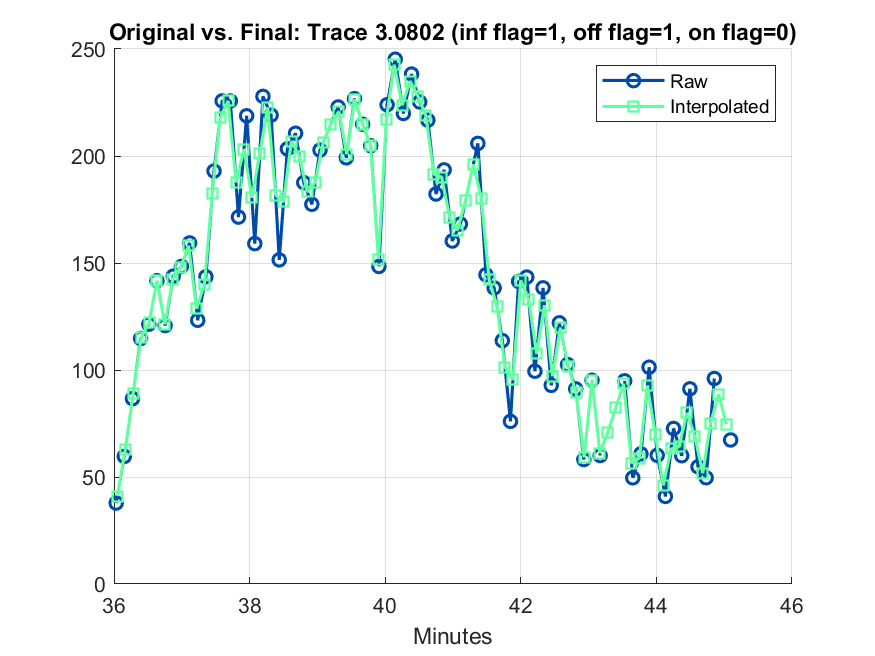 Original vs. Final: Trace 3.0802 (inf flag=1, off flag=1, on flag=0)
250
Raw
Interpolated
200
150
100
50
0
36 38 40 42 44 46
Minutes